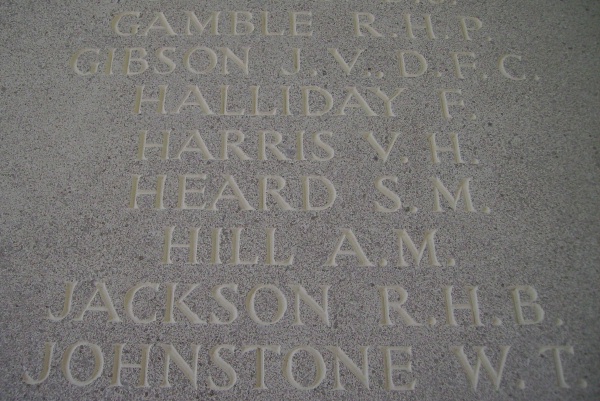 GAMBLE R.H.P.
GIBSON J.V. D.F.C.
HALLIDAY F.
HARRIS V. H.
HEARD S.M.
HILL A.M.
JACKSON R.H.B.
JOHNSTONE W.T.